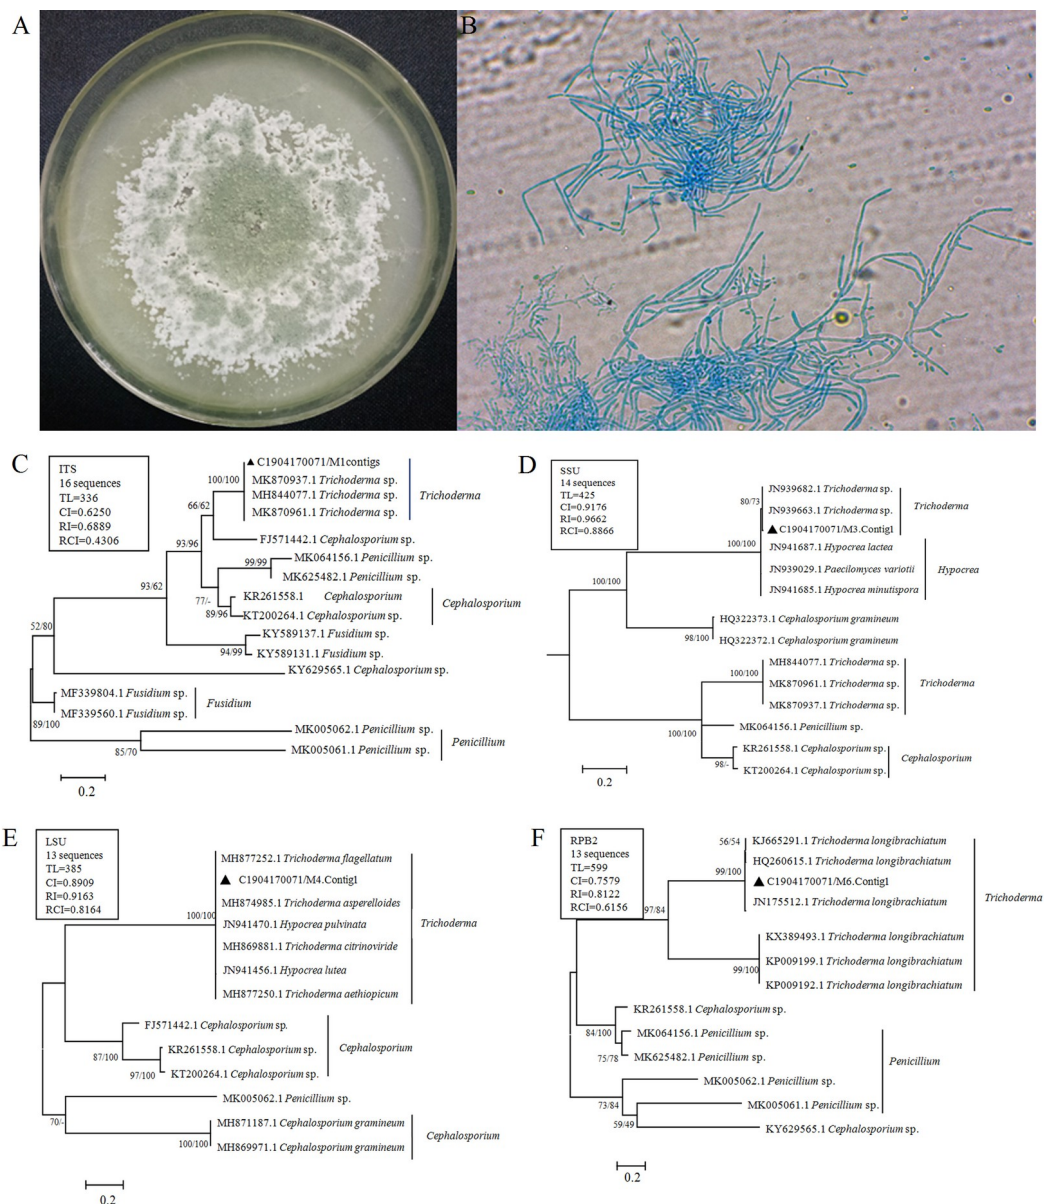 A
B
C
ITS
16 sequences
TL=336
CI=0.6250
RI=0.6889
RCI=0.4306
C1904170071/M1contigs
MK870937.1 Trichoderma sp.
MH844077.1 Trichoderma sp.
MK870961.1 Trichoderma sp.
Trichoderma
FJ571442.1 Cephalosporium sp.
MK064156.1 Penicillium sp.
MK625482.1 Penicillium sp.
KR261558.1 Cephalosporium
KT200264.1 Cephalosporium sp.
Cephalosporium
KY589137.1 Fusidium sp.
KY589131.1 Fusidium sp.
KY629565.1 Cephalosporium sp.
MF339804.1 Fusidium sp.
MF339560.1 Fusidium sp.
Fusidium
MK005062.1 Penicillium sp.
MK005061.1 Penicillium sp.
Penicillium
100/100
66/62
93/96
99/99
93/62
77/-
89/96
94/99
52/80
89/100
85/70
0.2
D
SSU
14 sequences
TL=425
CI=0.9176
RI=0.9662
RCI=0.8866
JN939682.1 Trichoderma sp.
JN939663.1 Trichoderma sp.
C1904170071/M3.Contig1
Trichoderma
JN941687.1 Hypocrea lactea
JN939029.1 Paecilomyces variotii
JN941685.1 Hypocrea minutispora
Hypocrea
HQ322373.1 Cephalosporium gramineum
HQ322372.1 Cephalosporium gramineum
MH844077.1 Trichoderma sp.
MK870961.1 Trichoderma sp.
MK870937.1 Trichoderma sp.
Trichoderma
MK064156.1 Penicillium sp.
KR261558.1 Cephalosporium sp.
KT200264.1 Cephalosporium sp.
Cephalosporium
80/73
100/100
100/100
98/100
100/100
100/100
98/-
0.2
E
LSU
13 sequences
TL=385
CI=0.8909
RI=0.9163
RCI=0.8164
MH877252.1 Trichoderma flagellatum
C1904170071/M4.Contig1
MH874985.1 Trichoderma asperelloides
JN941470.1 Hypocrea pulvinata
MH869881.1 Trichoderma citrinoviride
JN941456.1 Hypocrea lutea
MH877250.1 Trichoderma aethiopicum
Trichoderma
FJ571442.1 Cephalosporium sp.
KR261558.1 Cephalosporium sp.
KT200264.1 Cephalosporium sp.
Cephalosporium
MK005062.1 Penicillium sp.
MH871187.1 Cephalosporium gramineum
MH869971.1 Cephalosporium gramineum
Cephalosporium
100/100
87/100
97/100
70/-
100/100
0.2
F
RPB2
13 sequences
TL=599
CI=0.7579
RI=0.8122
RCI=0.6156
KJ665291.1 Trichoderma longibrachiatum
HQ260615.1 Trichoderma longibrachiatum
C1904170071/M6.Contig1
JN175512.1 Trichoderma longibrachiatum
KX389493.1 Trichoderma longibrachiatum
KP009199.1 Trichoderma longibrachiatum
KP009192.1 Trichoderma longibrachiatum
Trichoderma
KR261558.1 Cephalosporium sp.
MK064156.1 Penicillium sp.
MK625482.1 Penicillium sp.
MK005062.1 Penicillium sp.
MK005061.1 Penicillium sp.
Penicillium
KY629565.1 Cephalosporium sp.
56/54
99/100
97/84
99/100
84/100
75/78
73/84
59/49
0.2